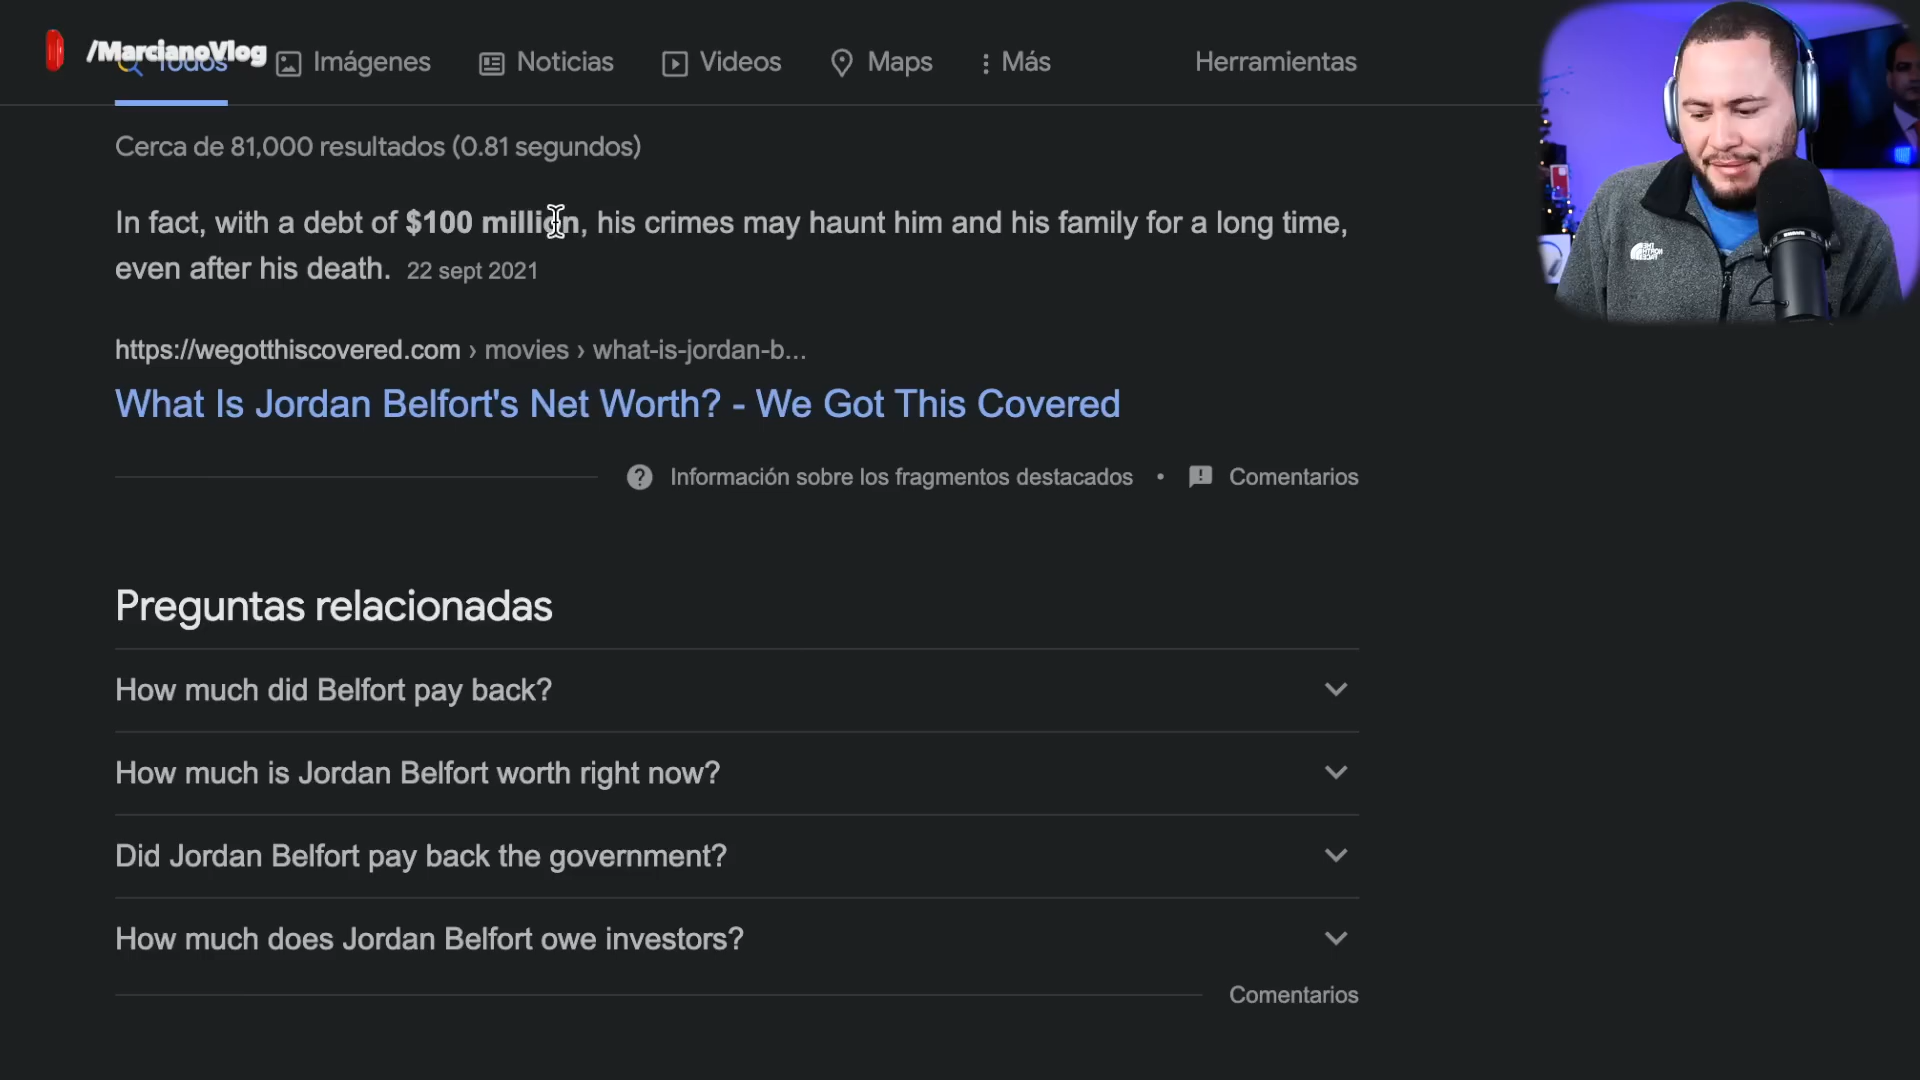 /MarcianoVlog
Todos Imágenes Noticias Videos Maps Más Herramientas
Cerca de 81,000 resultados (0.81 segundos)
In fact, with a debt of $100 million, his crimes may haunt him and his family for a long time,
even after his death. 22 sept 2021
https://wegotthiscovered.com › movies › what-is-jordan-b...
What Is Jordan Belfort's Net Worth? - We Got This Covered
Información sobre los fragmentos destacados • Comentarios
Preguntas relacionadas
How much did Belfort pay back?
How much is Jordan Belfort worth right now?
Did Jordan Belfort pay back the government?
How much does Jordan Belfort owe investors?
Comentarios